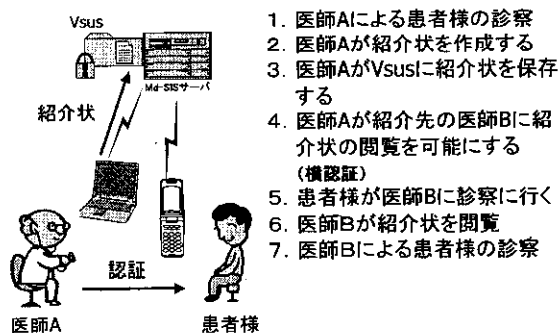 Vsus
Md-SISサーバ
紹介状
認証
医師A
患者様
1. 医師Aによる患者様の診察
2. 医師Aが紹介状を作成する
3. 医師AがVsusに紹介状を保存
する
4. 医師Aが紹介先の医師Bに紹
介状の閲覧を可能にする
(横認証)
5. 患者様が医師Bに診察に行く
6. 医師Bが紹介状を閲覧
7. 医師Bによる患者様の診察